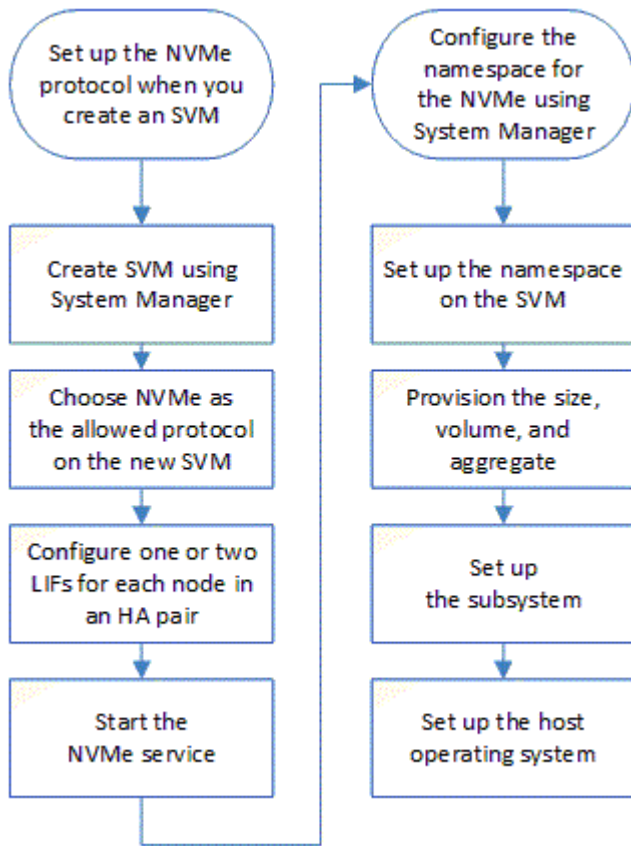 Set up the NVMe
protocol when you
create an SVM
Create SVM using
System Manager
Choose NVMe as
the allowed protocol
on the new SVM
Configure one or two
LIFs for each node in
an HA pair
Start the
NVMe service
Configure the
namespace for
the NVMe using
System Manager
Set up the namespace
on the SVM
Provision the size,
volume, and
aggregate
Set up
the subsystem
Set up the host
operating system